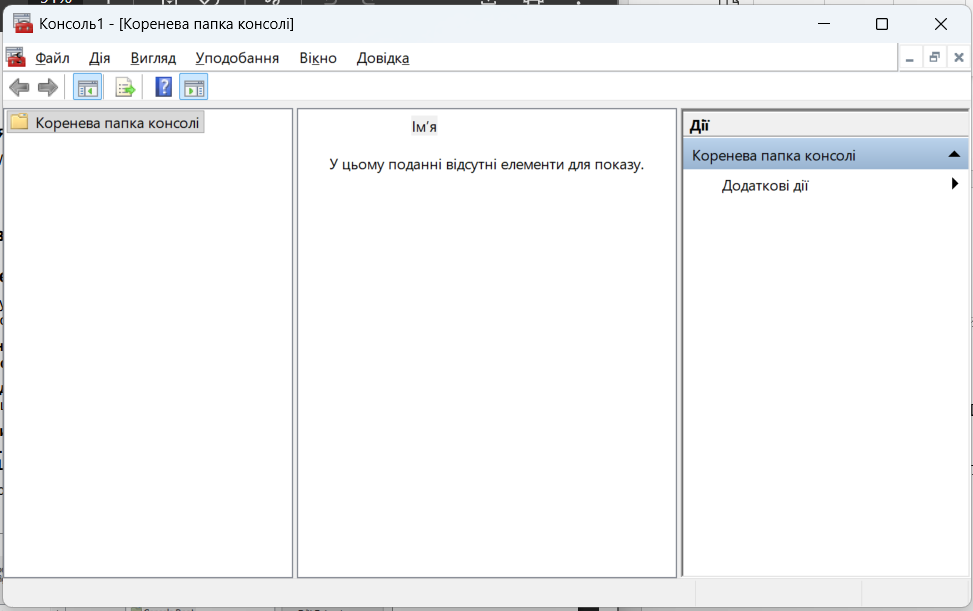 Консоль1 - [Коренева папка консолі]
Файл Дія Вигляд Уподобання Вікно Довідка
Коренева папка консолі
Ім'я
У цьому поданні відсутні елементи для показу.
Дії
Коренева папка консолі
Додаткові дії